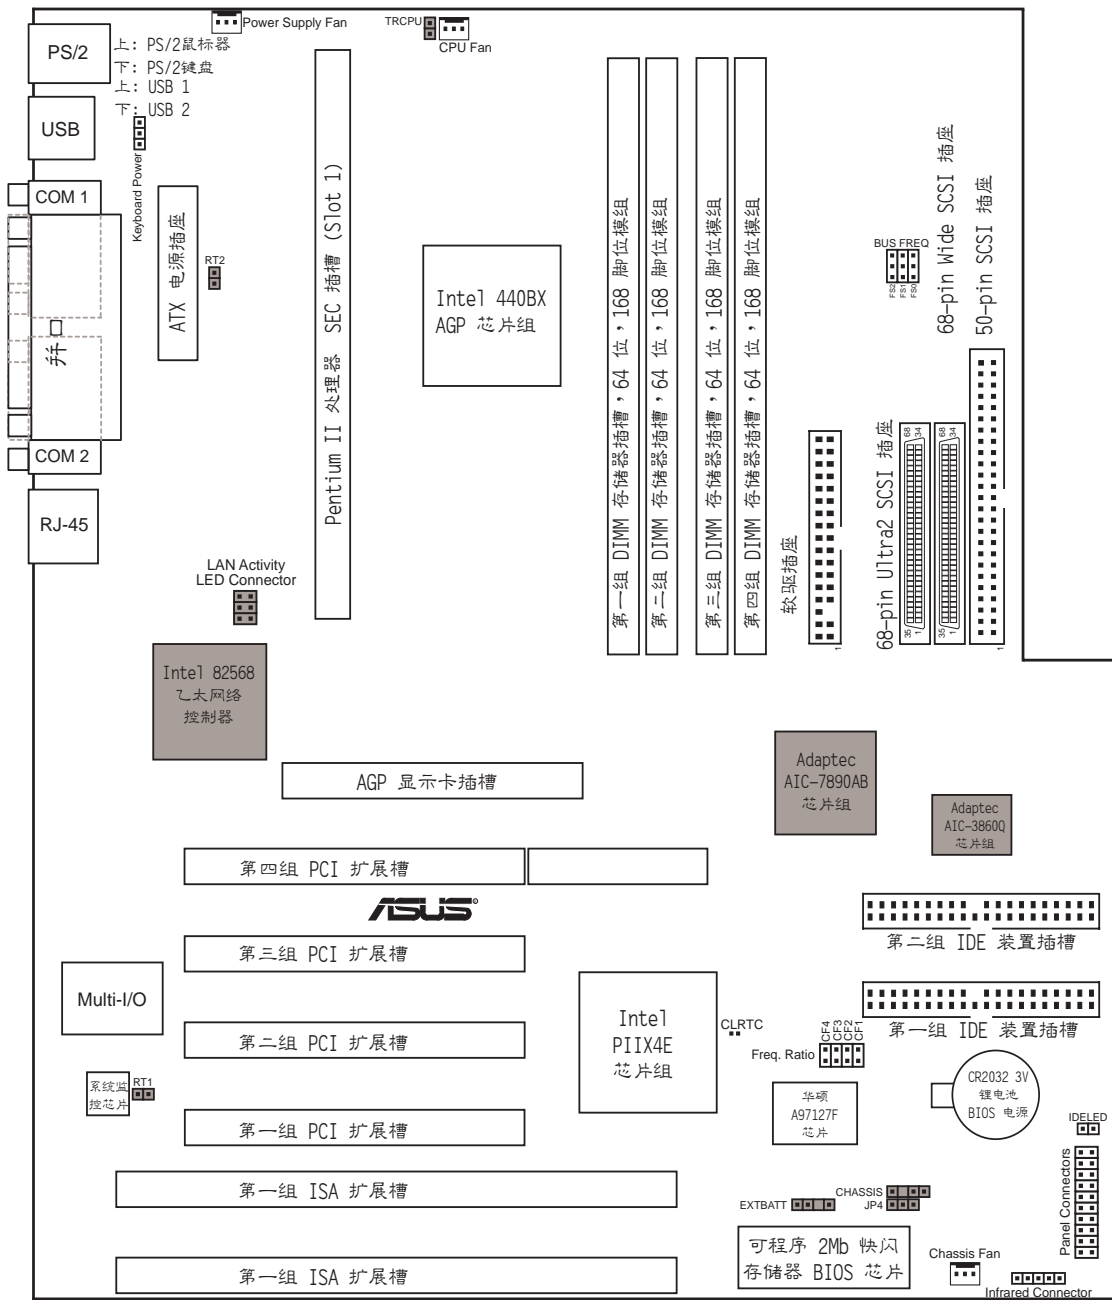 Power Supply Fan
TRCPU
CPU Fan
PS/2
上: PS/2鼠标器
下: PS/2键盘
上: USB 1
下: USB 2
USB
Keyboard Power
COM 1
ATX 电源插座
RT2
并口
COM 2
RJ-45
Pentium II 处理器 SEC 插槽 (Slot 1)
Intel 440BX
AGP 芯片组
第一组 DIMM 存储器插槽，64 位，168 脚位模组
第二组 DIMM 存储器插槽，64 位，168 脚位模组
第三组 DIMM 存储器插槽，64 位，168 脚位模组
第四组 DIMM 存储器插槽，64 位，168 脚位模组
BUS FREQ
FS2
FS1
FS0
68-pin Wide SCSI 插座
50-pin SCSI 插座
软驱插座
1
68-pin Ultra2 SCSI 插座
68
34
35
1
68
34
35
1
1
LAN Activity
LED Connector
Intel 82568
乙太网络
控制器
AGP 显示卡插槽
Adaptec
AIC-7890AB
芯片组
Adaptec
AIC-3860Q
芯片组
第四组 PCI 扩展槽
ASUS®
第二组 IDE 装置插槽
第三组 PCI 扩展槽
Multi-I/O
Intel
PIIX4E
芯片组
第一组 IDE 装置插槽
第二组 PCI 扩展槽
CLRTC
CF4
CF3
CF2
CF1
Freq. Ratio
系统监
控芯片
RT1
华硕
A97127F
芯片
CR2032 3V
锂电池
BIOS 电源
IDELED
第一组 PCI 扩展槽
Panel Connectors
第一组 ISA 扩展槽
CHASSIS
EXTBATT
JP4
可程序 2Mb 快闪
存储器 BIOS 芯片
Chassis Fan
第一组 ISA 扩展槽
Infrared Connector